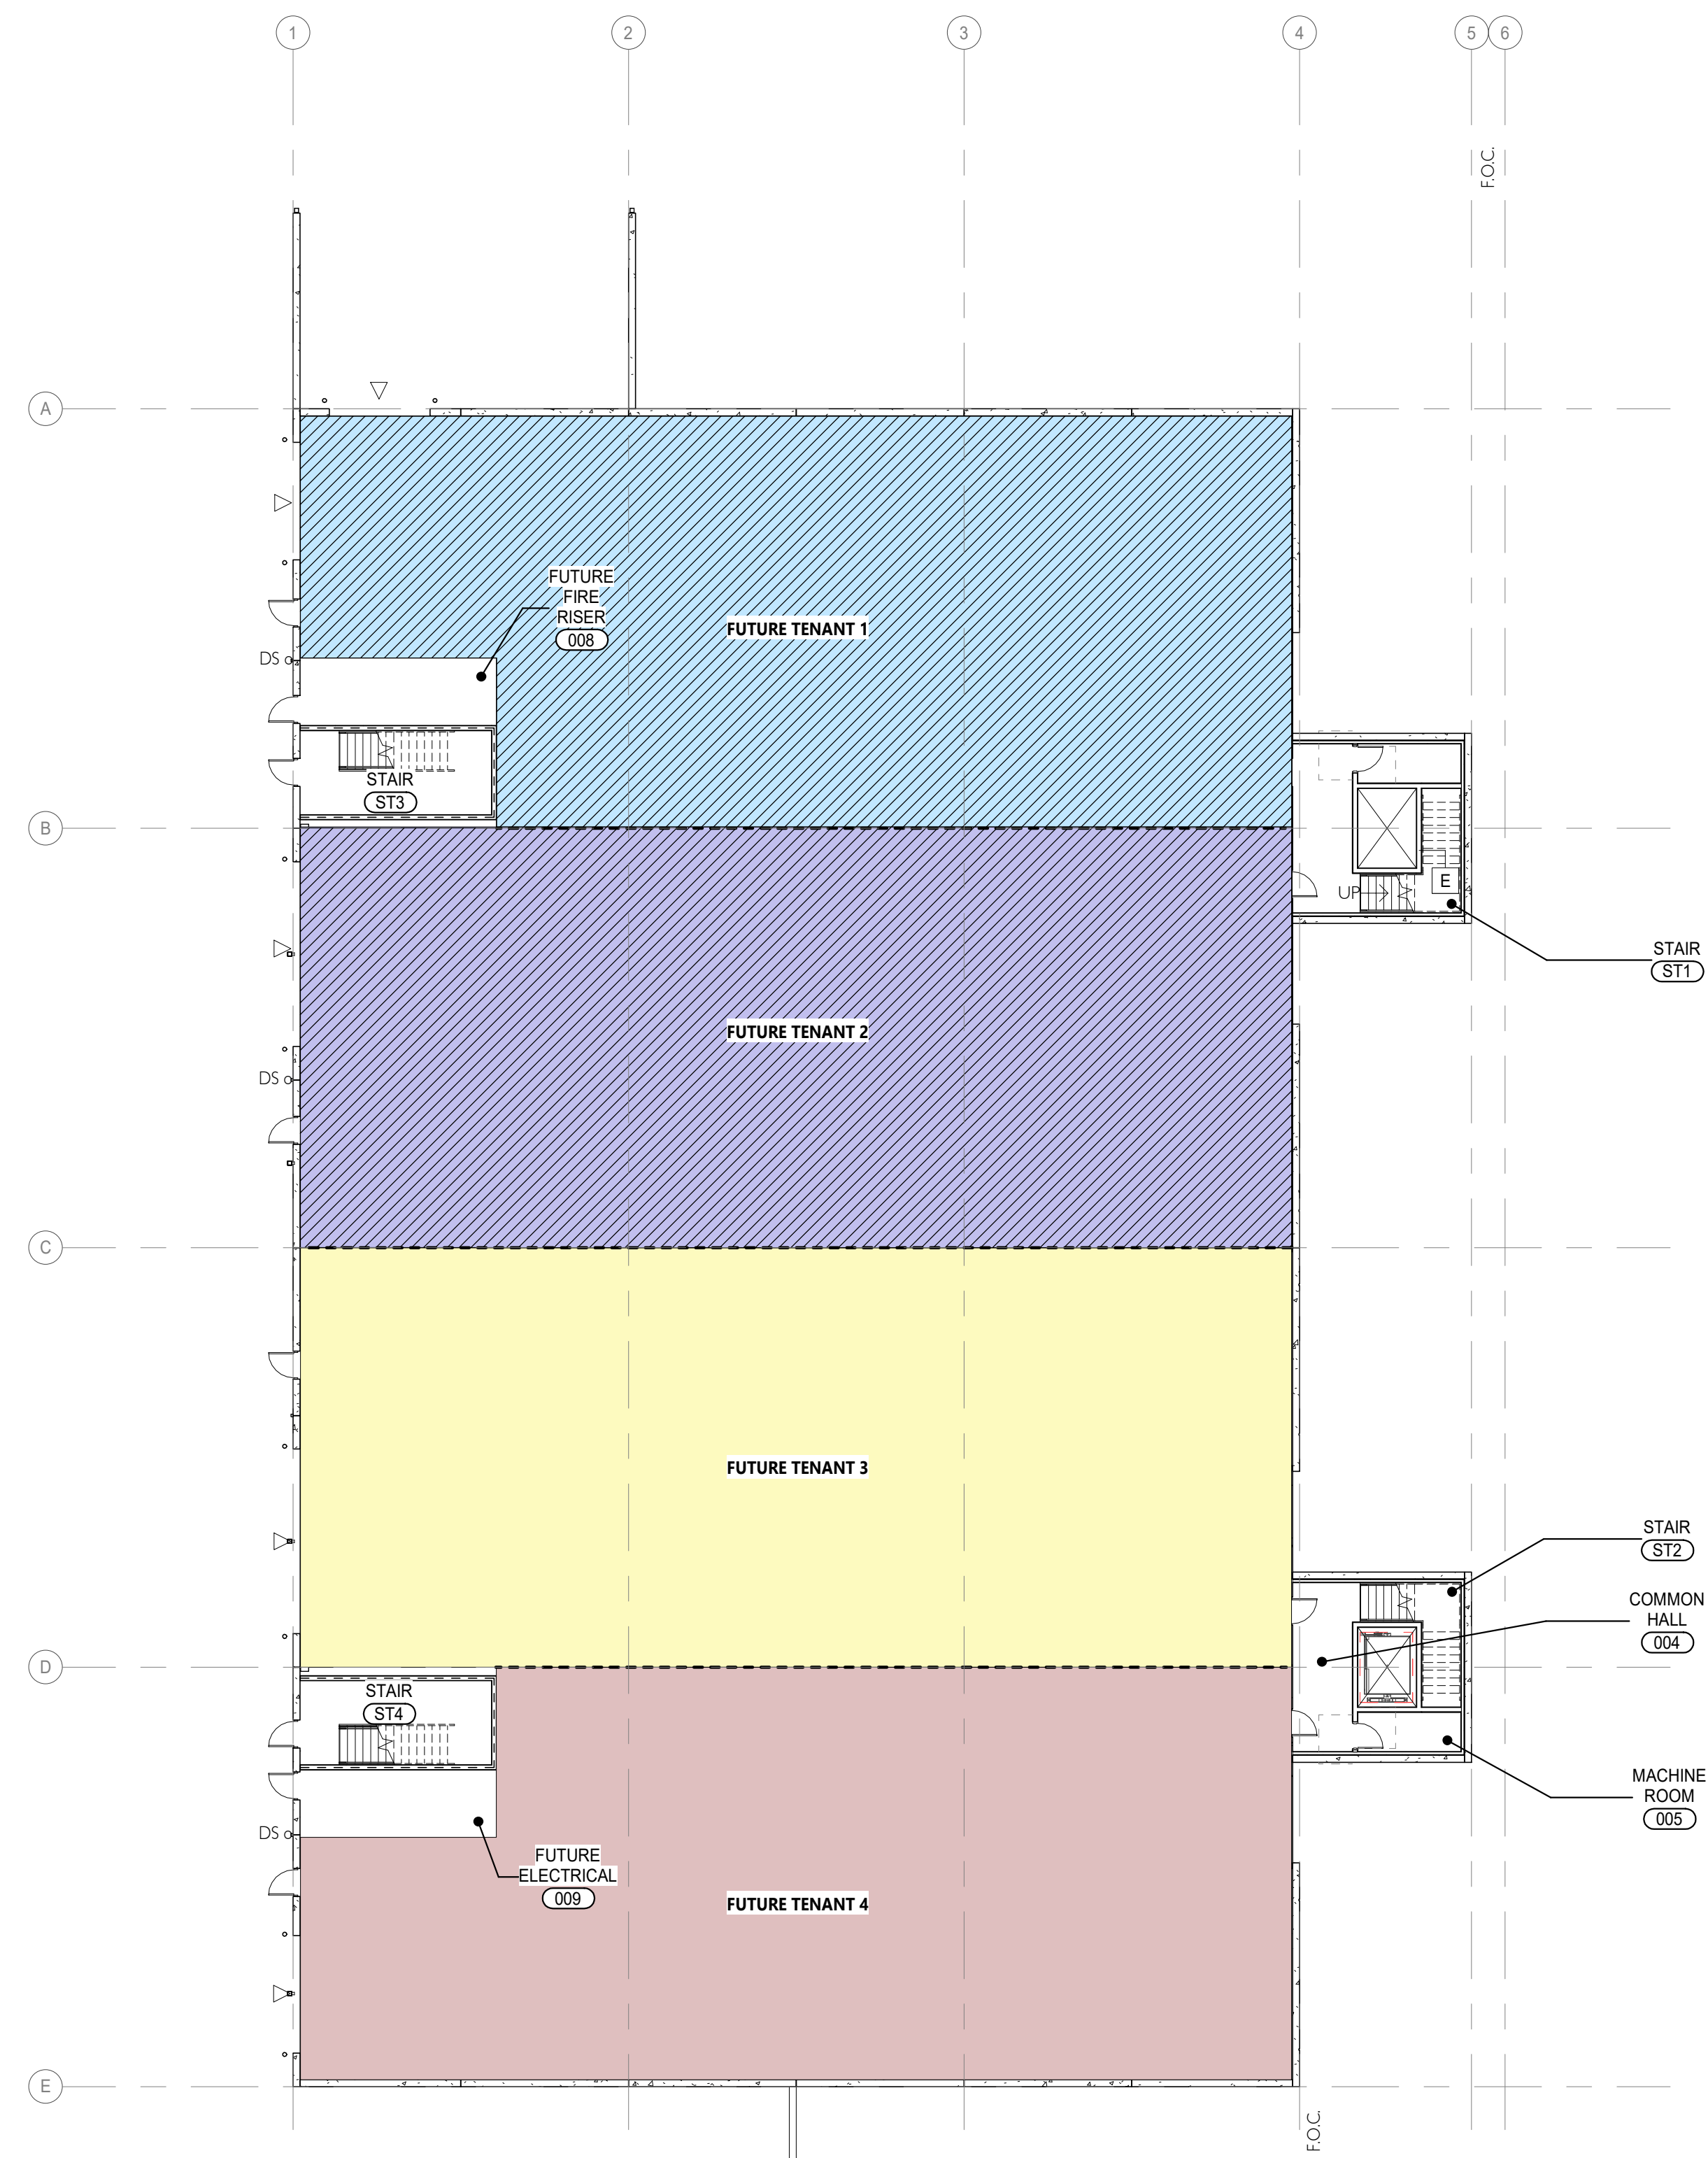 1
2
3
4
5
6
F.O.C.
A
FUTURE
FIRE
RISER
008
FUTURE TENANT 1
DS
STAIR
ST3
B
E
UP
STAIR
ST1
FUTURE TENANT 2
DS
C
FUTURE TENANT 3
STAIR
ST2
COMMON
HALL
004
D
STAIR
ST4
MACHINE
ROOM
005
DS
FUTURE
ELECTRICAL
009
FUTURE TENANT 4
E
F.O.C.